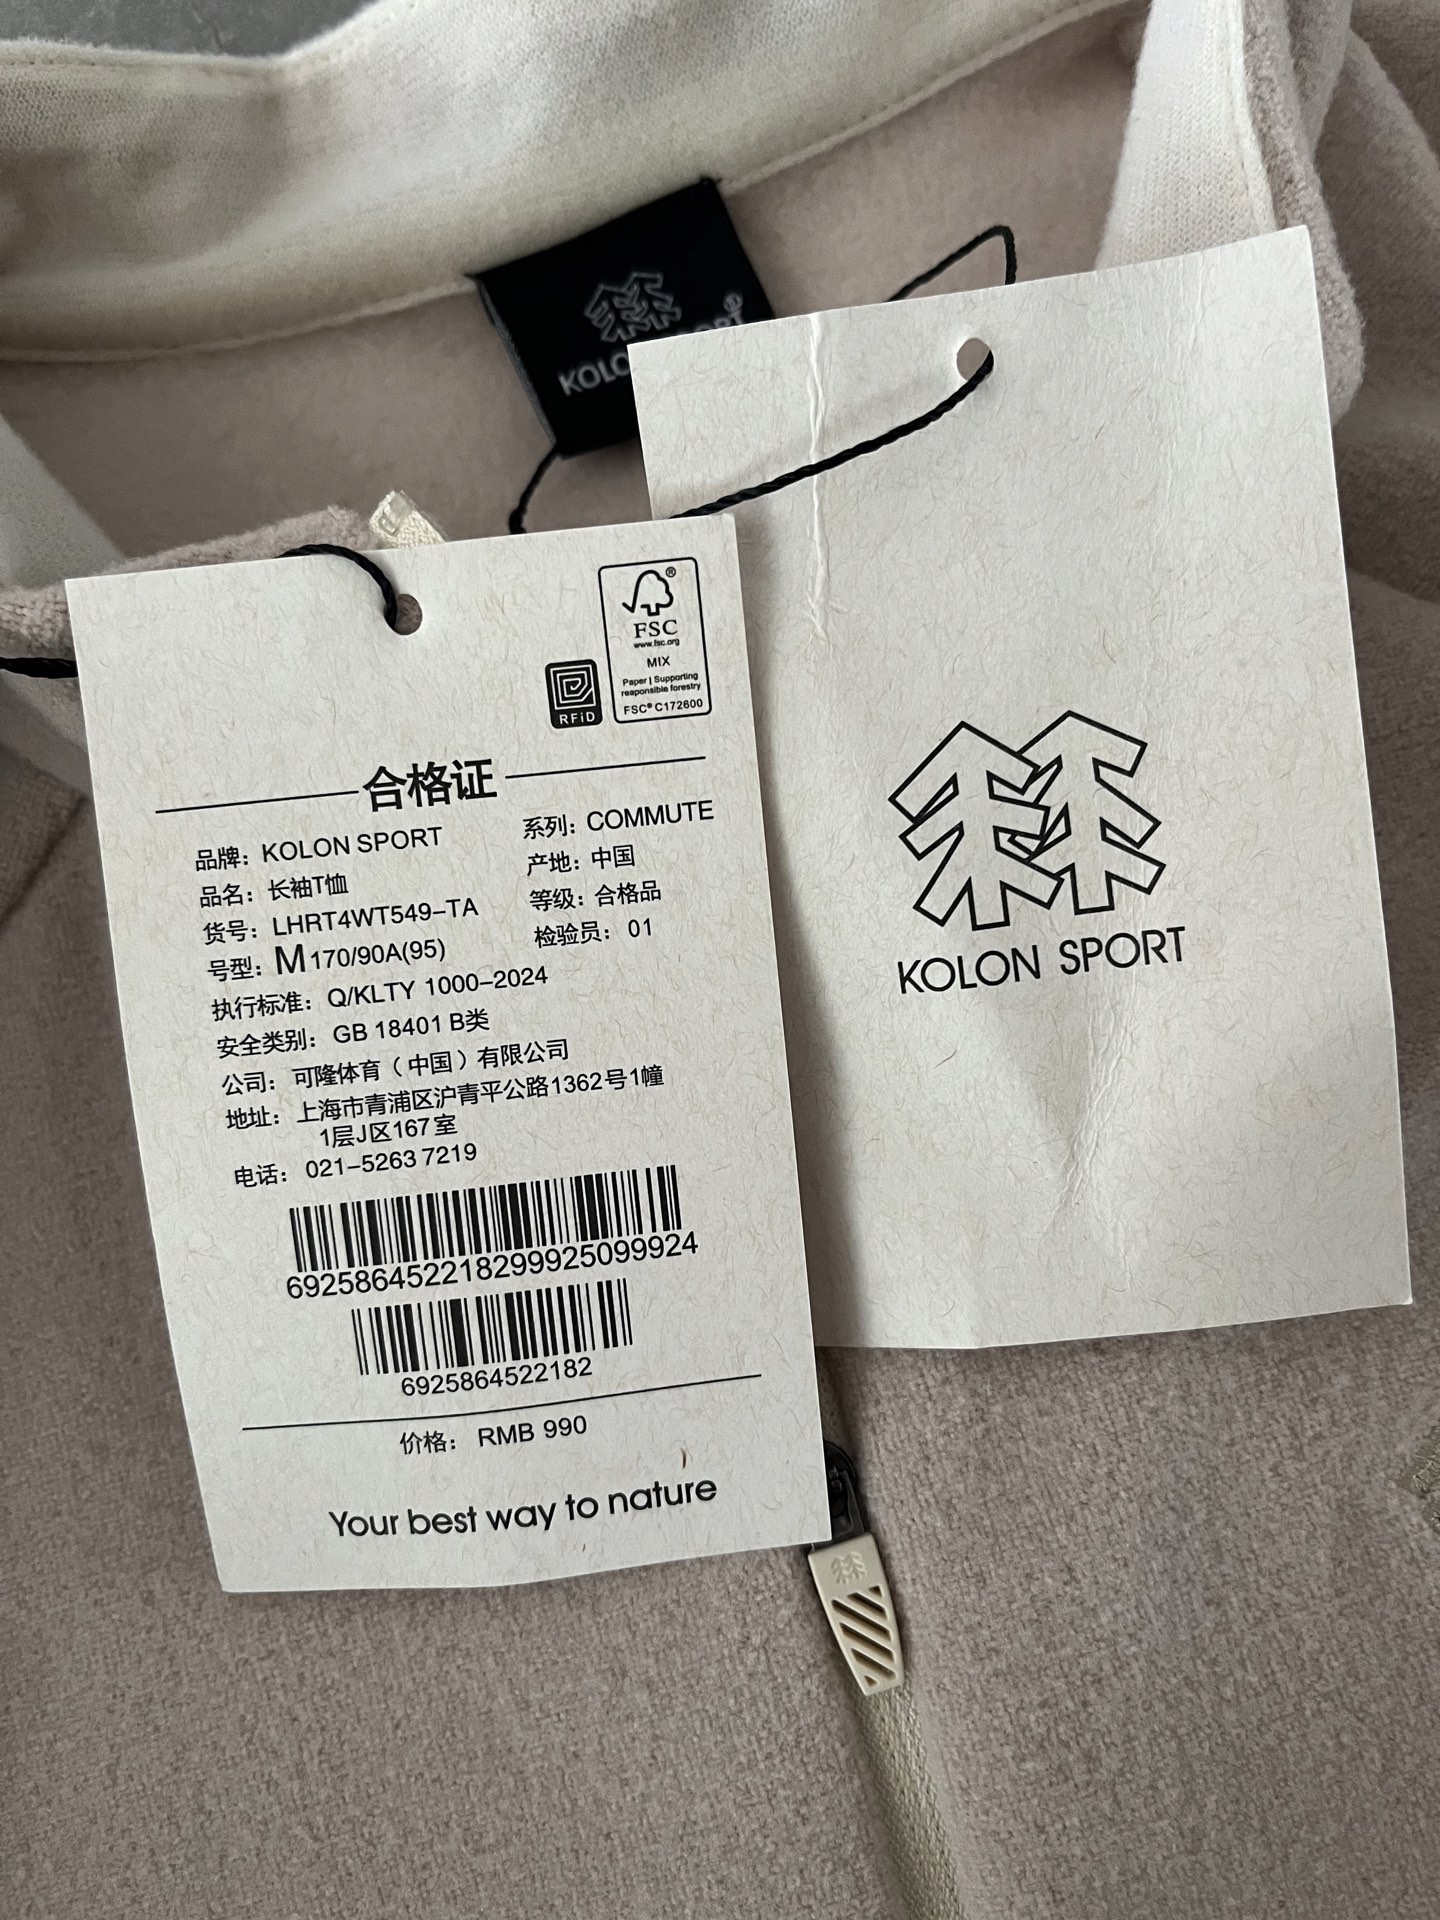 KOLON SPORT
FSC®
www.fsc.org
MIX
Paper | Supporting
responsible forestry
FSC® C172600
RFiD
合格证
品牌：KOLON SPORT 系列：COMMUTE
品名：长袖T恤 产地：中国
货号：LHRT4WT549-TA 等级：合格品
号型：M 170/90A(95) 检验员：01
执行标准：Q/KLTY 1000-2024
安全类别：GB 18401 B类
公司：可隆体育（中国）有限公司
地址：上海市青浦区沪青平公路1362号1幢
1层J区167室
电话：021-5263 7219
692586452218299925099924
6925864522182
价格：RMB 990
Your best way to nature
KOLON SPORT